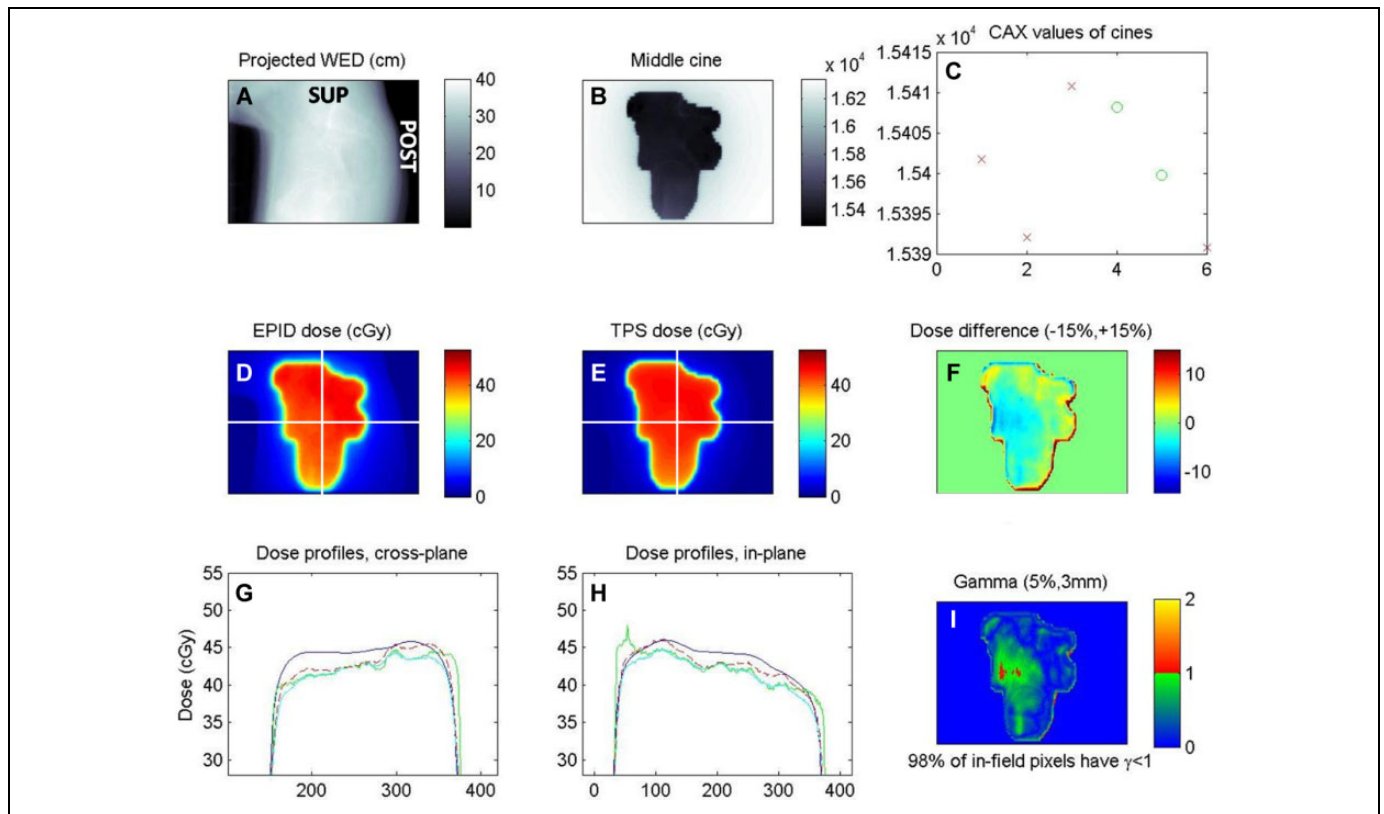 Projected WED (cm)
A
SUP
POST
40
30
20
10
Middle cine
B
x 10⁴
1.62
1.6
1.58
1.56
1.54
CAX values of cines
x 10⁴
C
1.5415
1.541
1.5405
1.54
1.5395
1.539
0 2 4 6
EPID dose (cGy)
D
40
20
0
TPS dose (cGy)
E
40
20
0
Dose difference (-15%,+15%)
F
10
0
-10
Dose profiles, cross-plane
G
Dose (cGy)
55
50
45
40
35
30
200 300 400
Dose profiles, in-plane
H
55
50
45
40
35
30
0 100 200 300 400
Gamma (5%,3mm)
I
2
1
0
98% of in-field pixels have γ<1